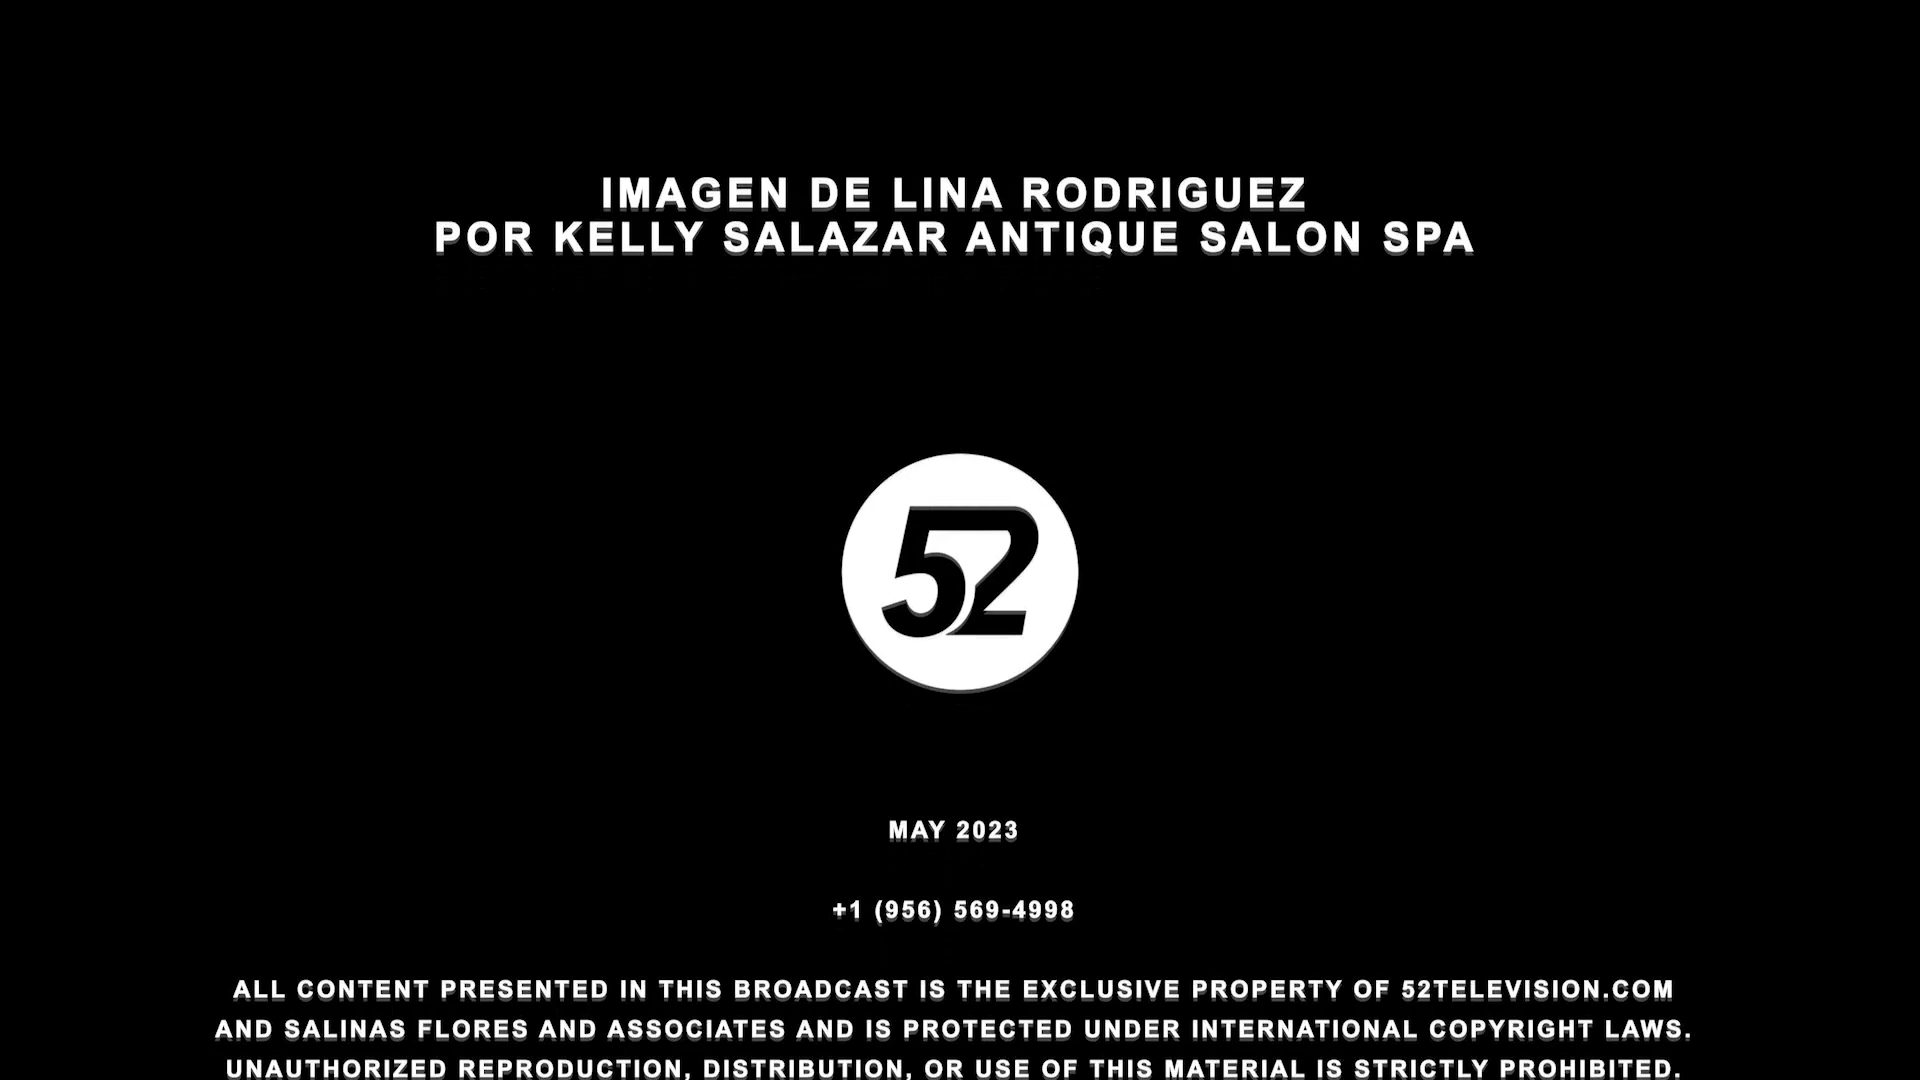 IMAGEN DE LINA RODRIGUEZ
POR KELLY SALAZAR ANTIQUE SALON SPA
52
MAY 2023
+1 (956) 569-4998
ALL CONTENT PRESENTED IN THIS BROADCAST IS THE EXCLUSIVE PROPERTY OF 52TELEVISION.COM
AND SALINAS FLORES AND ASSOCIATES AND IS PROTECTED UNDER INTERNATIONAL COPYRIGHT LAWS.
UNAUTHORIZED REPRODUCTION, DISTRIBUTION, OR USE OF THIS MATERIAL IS STRICTLY PROHIBITED.